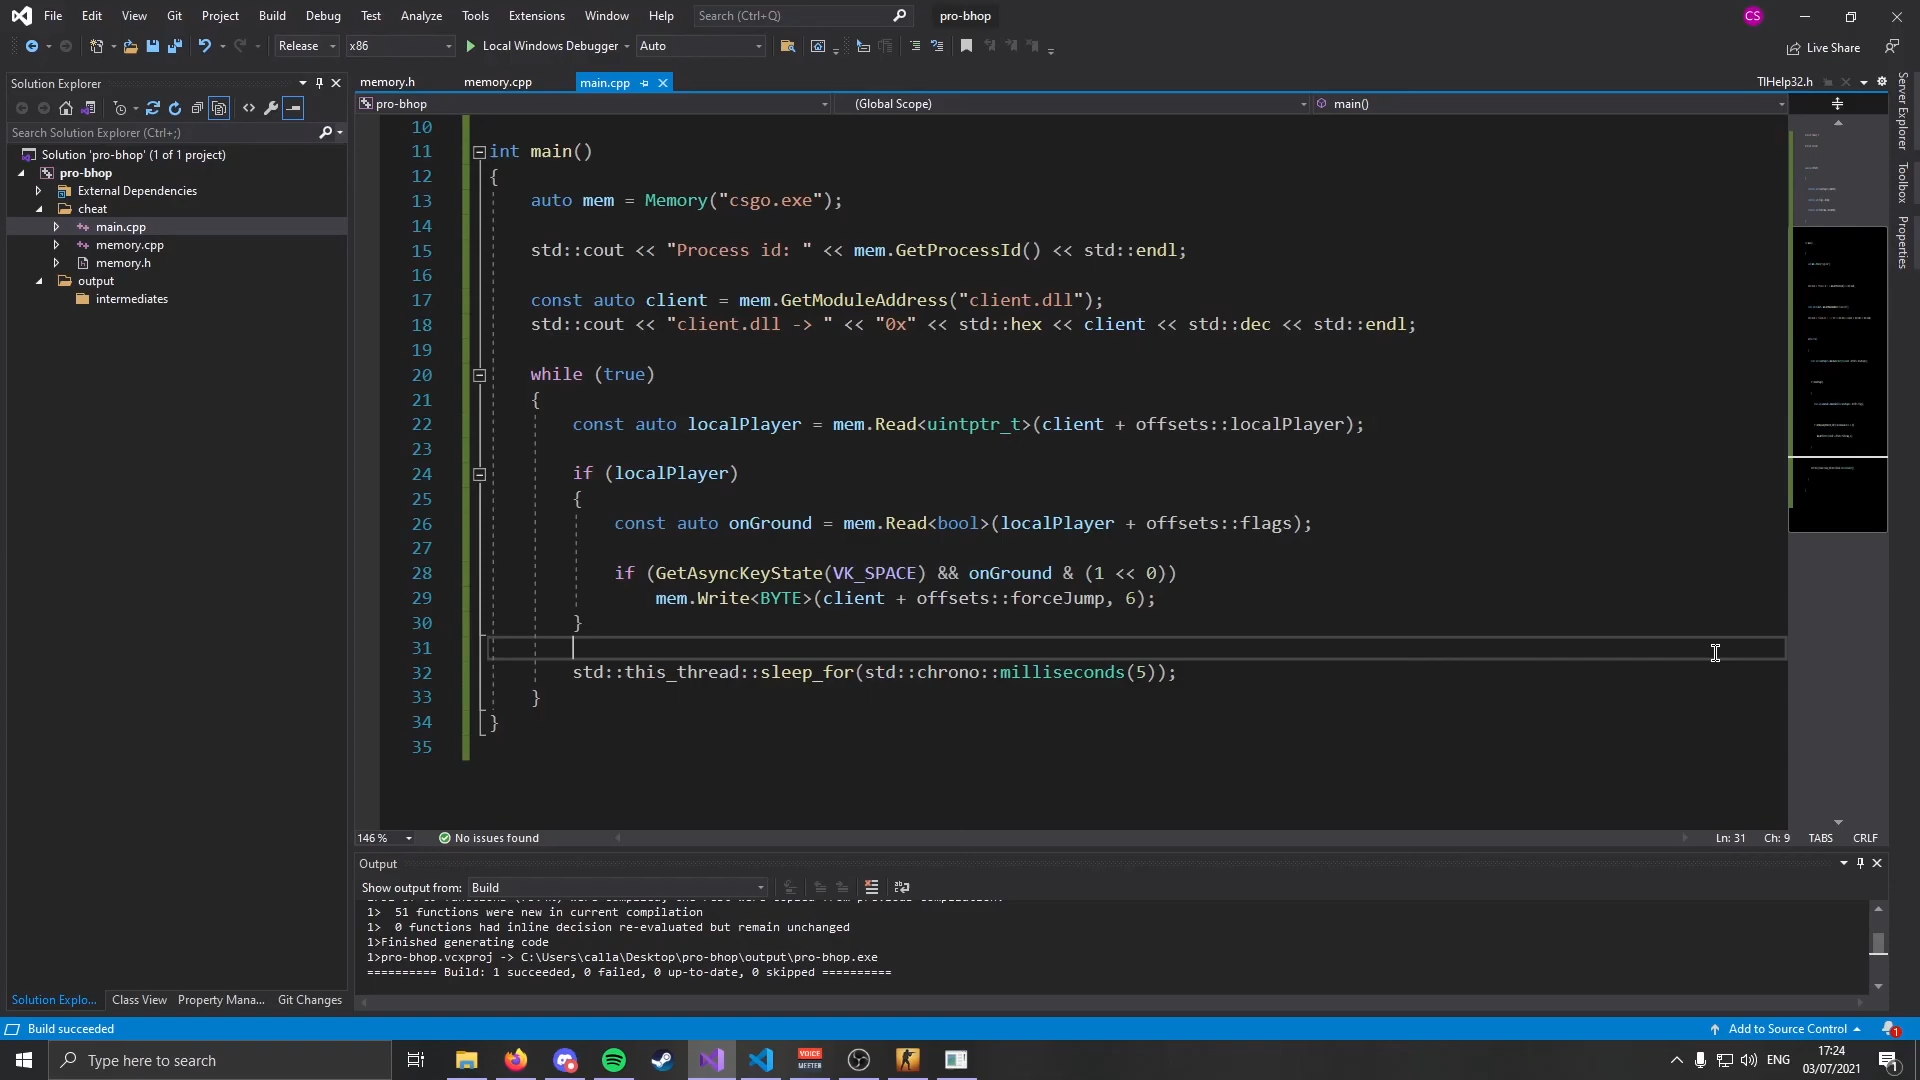 File Edit View Git Project Build Debug Test Analyze Tools Extensions Window Help Search (Ctrl+Q) pro-bhop CS
Release x86 Local Windows Debugger Auto Live Share
Solution Explorer
Search Solution Explorer (Ctrl+;)
Solution 'pro-bhop' (1 of 1 project)
pro-bhop
External Dependencies
cheat
main.cpp
memory.cpp
memory.h
output
intermediates
Solution Explo... Class View Property Mana... Git Changes
memory.h memory.cpp main.cpp TlHelp32.h
pro-bhop (Global Scope) main()
10
11 int main()
12 {
13 auto mem = Memory("csgo.exe");
14
15 std::cout << "Process id: " << mem.GetProcessId() << std::endl;
16
17 const auto client = mem.GetModuleAddress("client.dll");
18 std::cout << "client.dll -> " << "0x" << std::hex << client << std::dec << std::endl;
19
20 while (true)
21 {
22 const auto localPlayer = mem.Read<uintptr_t>(client + offsets::localPlayer);
23
24 if (localPlayer)
25 {
26 const auto onGround = mem.Read<bool>(localPlayer + offsets::flags);
27
28 if (GetAsyncKeyState(VK_SPACE) && onGround & (1 << 0))
29 mem.Write<BYTE>(client + offsets::forceJump, 6);
30 }
31
32 std::this_thread::sleep_for(std::chrono::milliseconds(5));
33 }
34 }
35
146 % No issues found Ln: 31 Ch: 9 TABS CRLF
Server Explorer
Toolbox
Properties
Output
Show output from: Build
1> 51 functions were new in current compilation
1> 0 functions had inline decision re-evaluated but remain unchanged
1>Finished generating code
1>pro-bhop.vcxproj -> C:\Users\calla\Desktop\pro-bhop\output\pro-bhop.exe
========== Build: 1 succeeded, 0 failed, 0 up-to-date, 0 skipped ==========
Build succeeded Add to Source Control 1
Type here to search VOICE MEETER ENG 17:24
03/07/2021 1